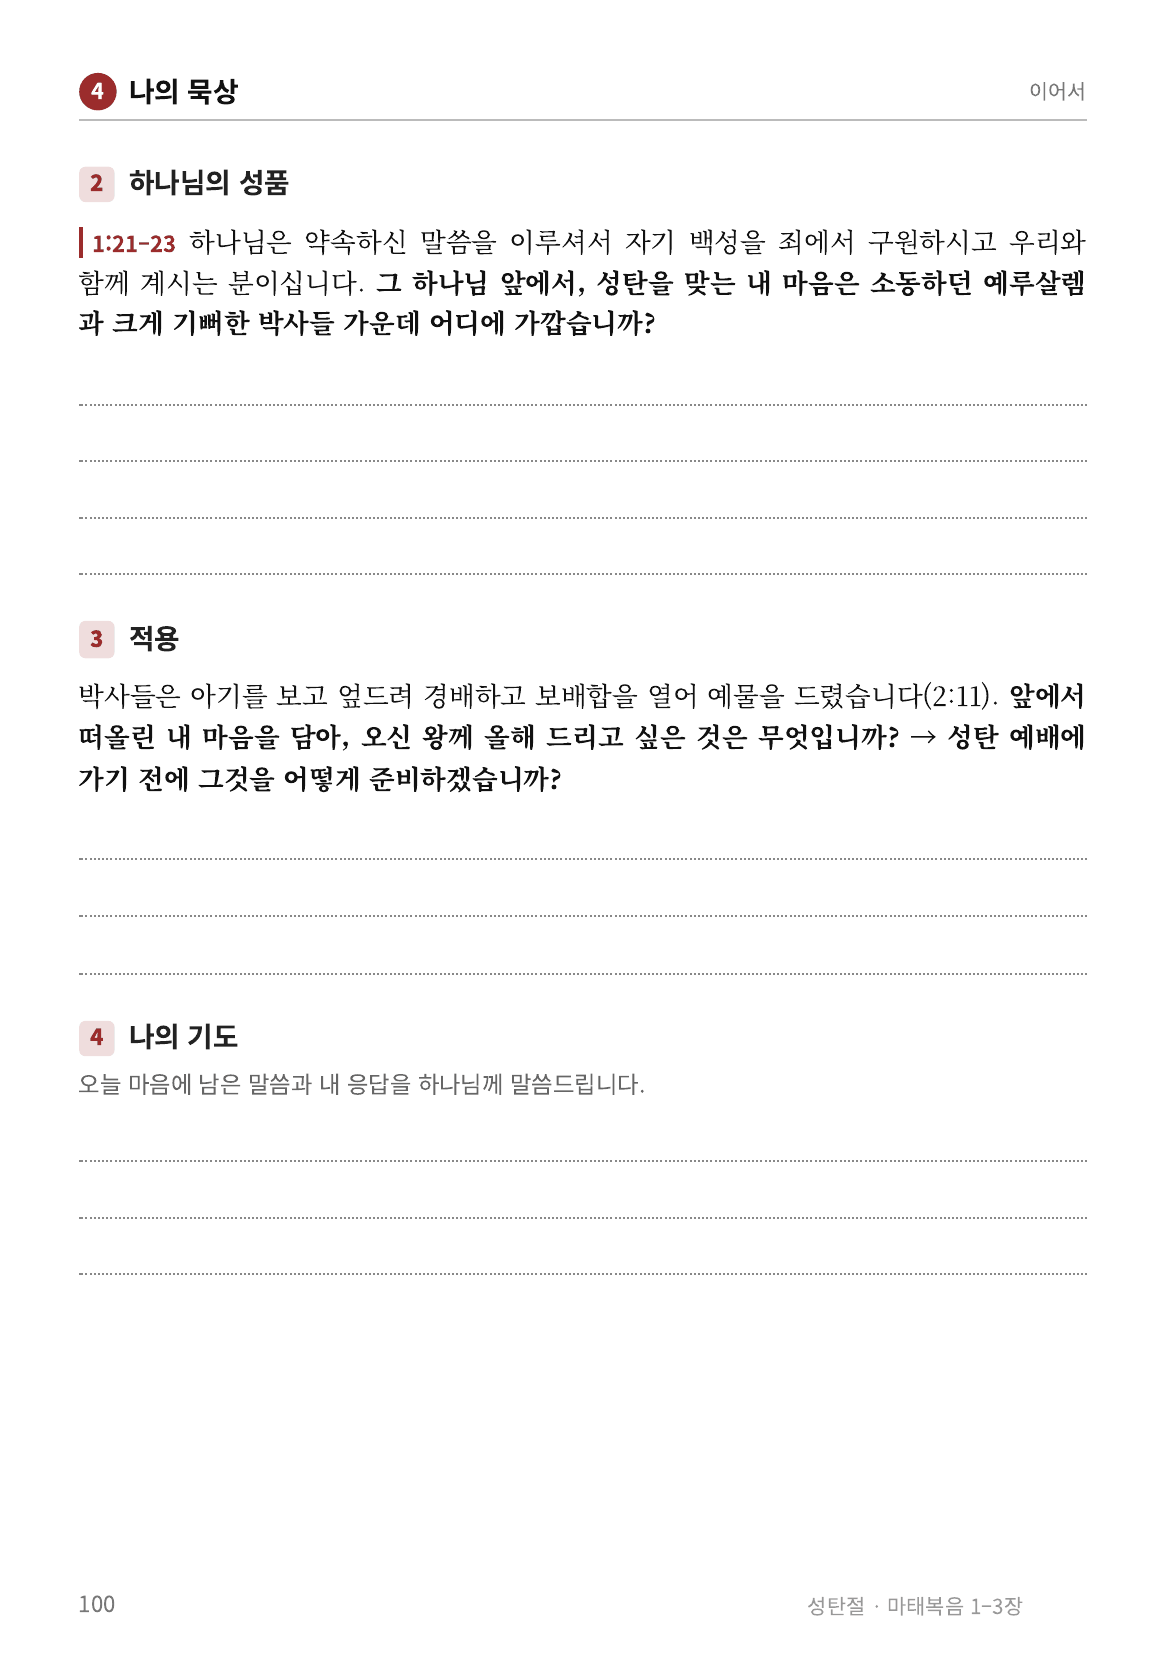 4 나의 묵상 이어서
2 하나님의 성품
1:21–23 하나님은 약속하신 말씀을 이루셔서 자기 백성을 죄에서 구원하시고 우리와
함께 계시는 분이십니다. 그 하나님 앞에서, 성탄을 맞는 내 마음은 소동하던 예루살렘
과 크게 기뻐한 박사들 가운데 어디에 가깝습니까?
3 적용
박사들은 아기를 보고 엎드려 경배하고 보배합을 열어 예물을 드렸습니다(2:11). 앞에서
떠올린 내 마음을 담아, 오신 왕께 올해 드리고 싶은 것은 무엇입니까? → 성탄 예배에
가기 전에 그것을 어떻게 준비하겠습니까?
4 나의 기도
오늘 마음에 남은 말씀과 내 응답을 하나님께 말씀드립니다.
100 성탄절 · 마태복음 1–3장